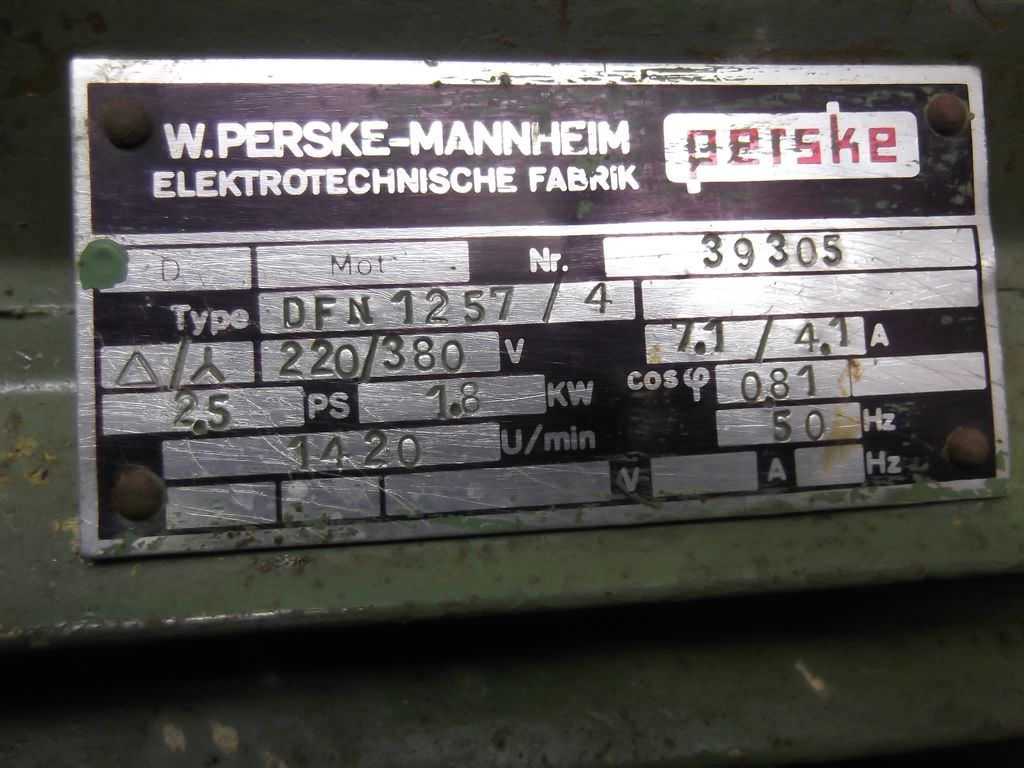 W.PERSKE-MANNHEIM perske
ELEKTROTECHNISCHE FABRIK
D Mot Nr. 39305
Type DFN 1257 / 4
△/⅄ 220/380 V 7.1 / 4.1 A
2,5 PS 1.8 KW cosφ 0.81
1420 U/min 50 Hz
V A Hz